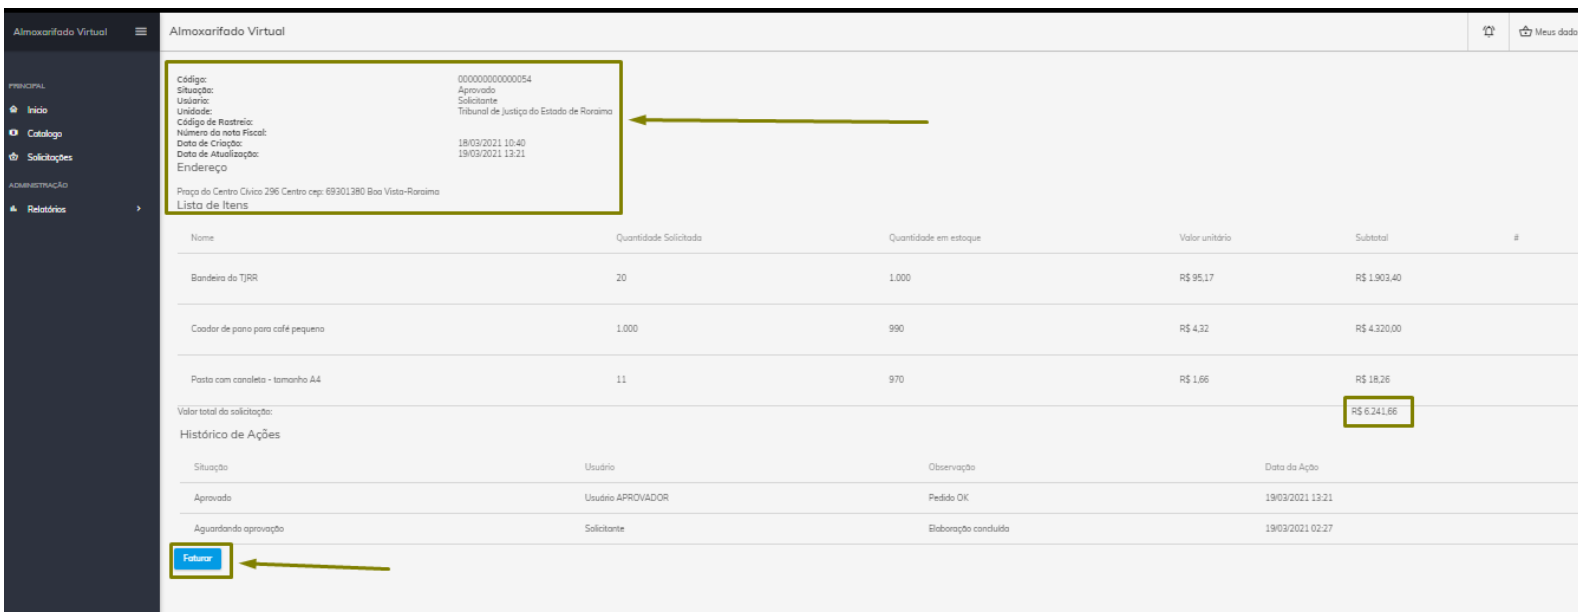 Almoxarifado Virtual
Almoxarifado Virtual
Meus dado
PRINCIPAL
Início
Catalogo
Solicitações
ADMINISTRAÇÃO
Relatórios
Código: 000000000000054
Situação: Aprovado
Usúario: Solicitante
Unidade: Tribunal de Justiça do Estado de Roraima
Código de Rastreio:
Número da nota Fiscal:
Data de Criação: 18/03/2021 10:40
Data de Atualização: 19/03/2021 13:21
Endereço
Praça do Centro Cívico 296 Centro cep: 69301380 Boa Vista-Roraima
Lista de Itens
Nome Quantidade Solicitada Quantidade em estoque Valor unitário Subtotal #
Bandeira do TJRR 20 1.000 R$ 95,17 R$ 1.903,40
Coador de pano para café pequeno 1.000 990 R$ 4,32 R$ 4.320,00
Pasta com canaleta - tamanho A4 11 970 R$ 1,66 R$ 18,26
Valor total da solicitação: R$ 6.241,66
Histórico de Ações
Situação Usuário Observação Data da Ação
Aprovado Usuário APROVADOR Pedido OK 19/03/2021 13:21
Aguardando aprovação Solicitante Elaboração concluída 19/03/2021 02:27
Faturar